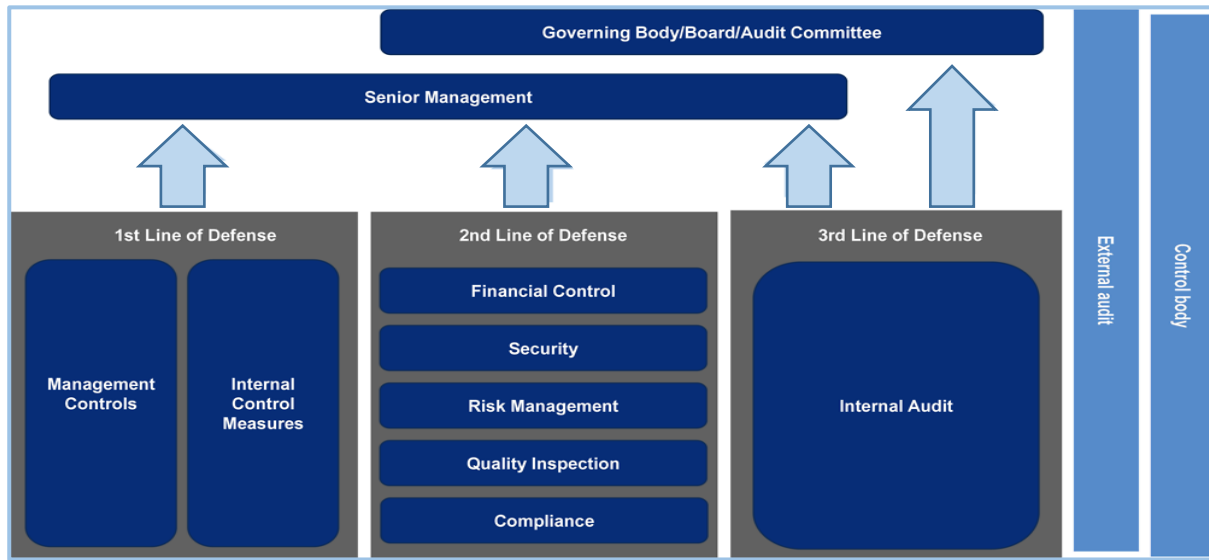 Governing Body/Board/Audit Committee
Senior Management
1st Line of Defense
Management
Controls
Internal
Control
Measures
2nd Line of Defense
Financial Control
Security
Risk Management
Quality Inspection
Compliance
3rd Line of Defense
Internal Audit
External audit
Control body